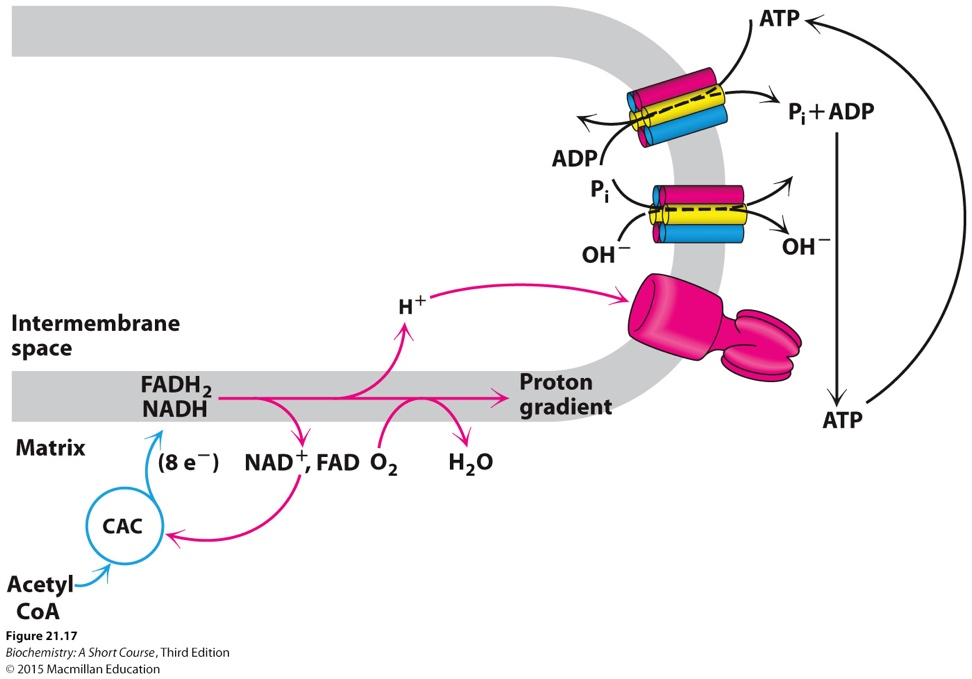 ATP
Pi + ADP
ADP
Pi
OH−
OH−
H+
Intermembrane
space
FADH2
NADH
Proton
gradient
ATP
Matrix
(8 e−)
NAD+, FAD
O2
H2O
CAC
Acetyl
CoA
Figure 21.17
Biochemistry: A Short Course, Third Edition
© 2015 Macmillan Education